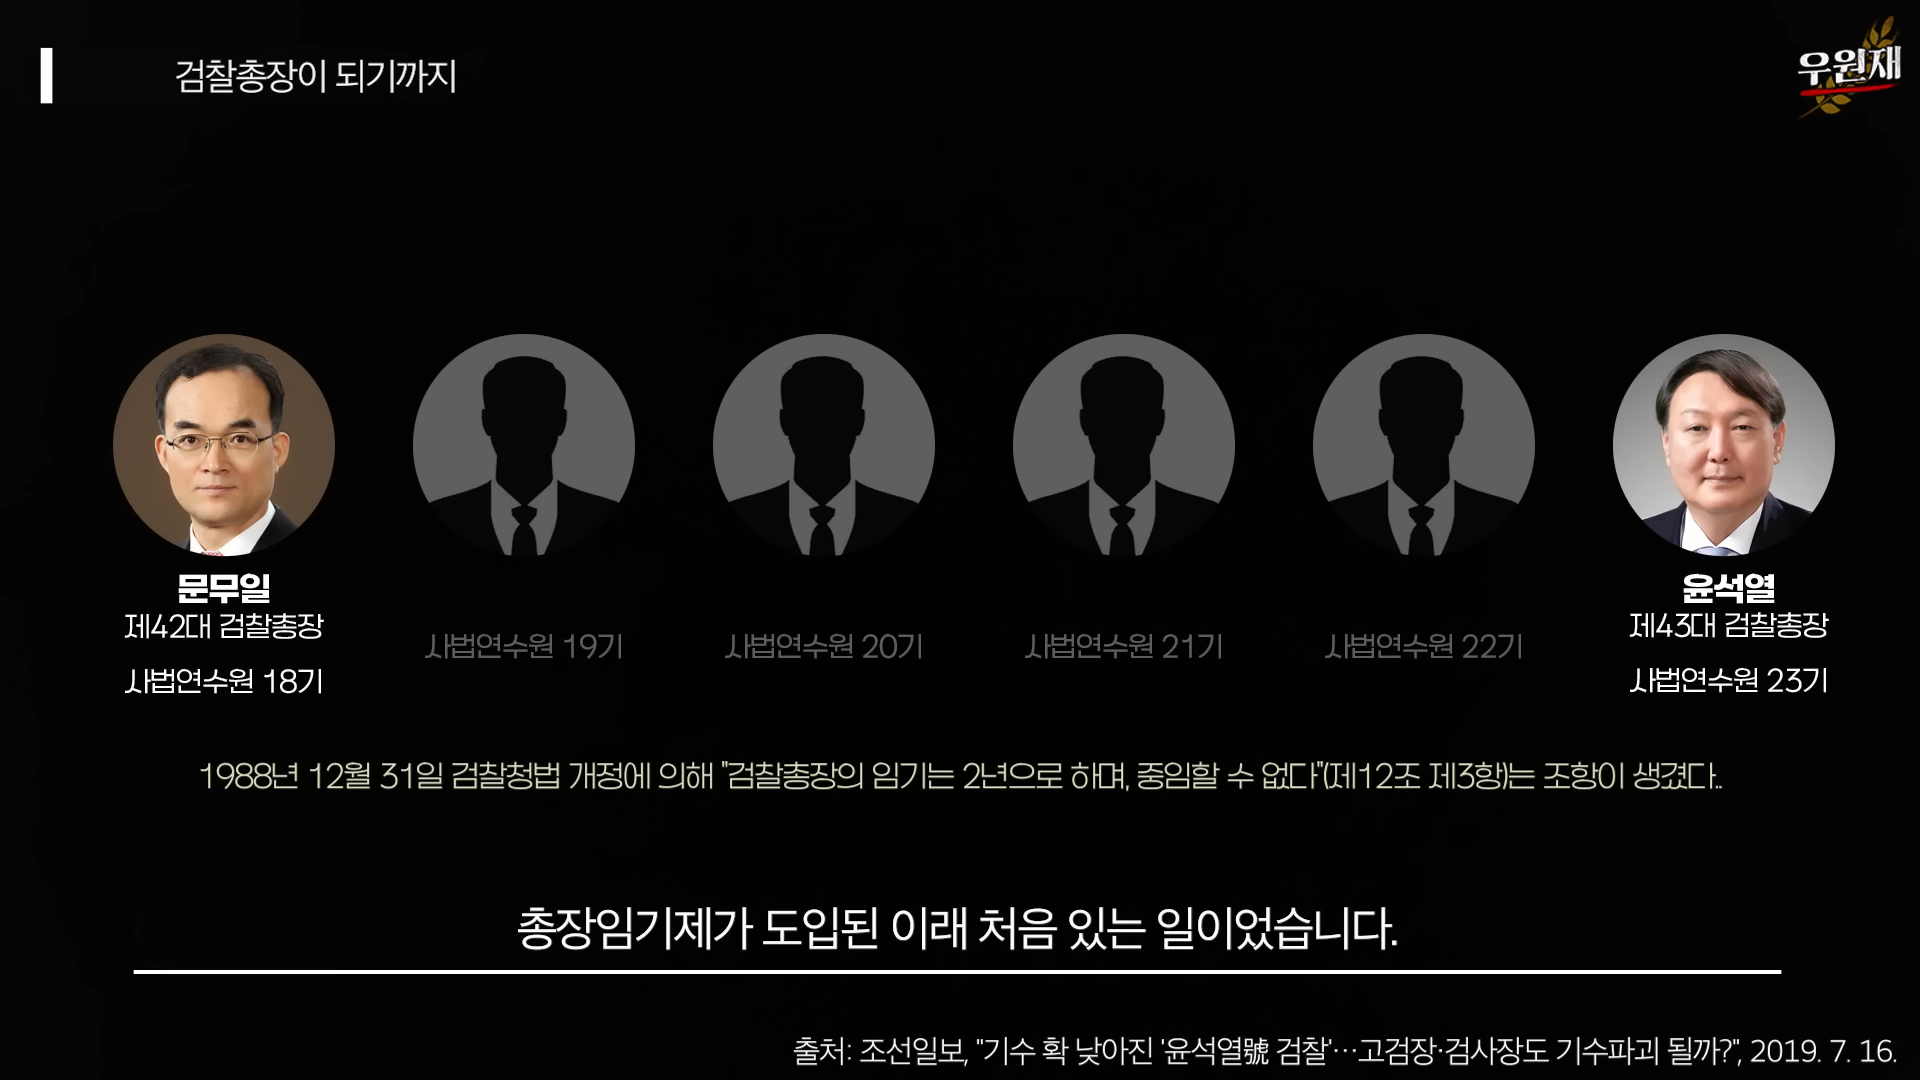 검찰총장이 되기까지
우원재
문무일
제42대 검찰총장
사법연수원 18기
사법연수원 19기
사법연수원 20기
사법연수원 21기
사법연수원 22기
윤석열
제43대 검찰총장
사법연수원 23기
1988년 12월 31일 검찰청법 개정에 의해 "검찰총장의 임기는 2년으로 하며, 중임할 수 없다"(제12조 제3항)는 조항이 생겼다..
총장임기제가 도입된 이래 처음 있는 일이었습니다.
출처: 조선일보, "기수 확 낮아진 '윤석열號 검찰'…고검장·검사장도 기수파괴 될까?", 2019. 7. 16.